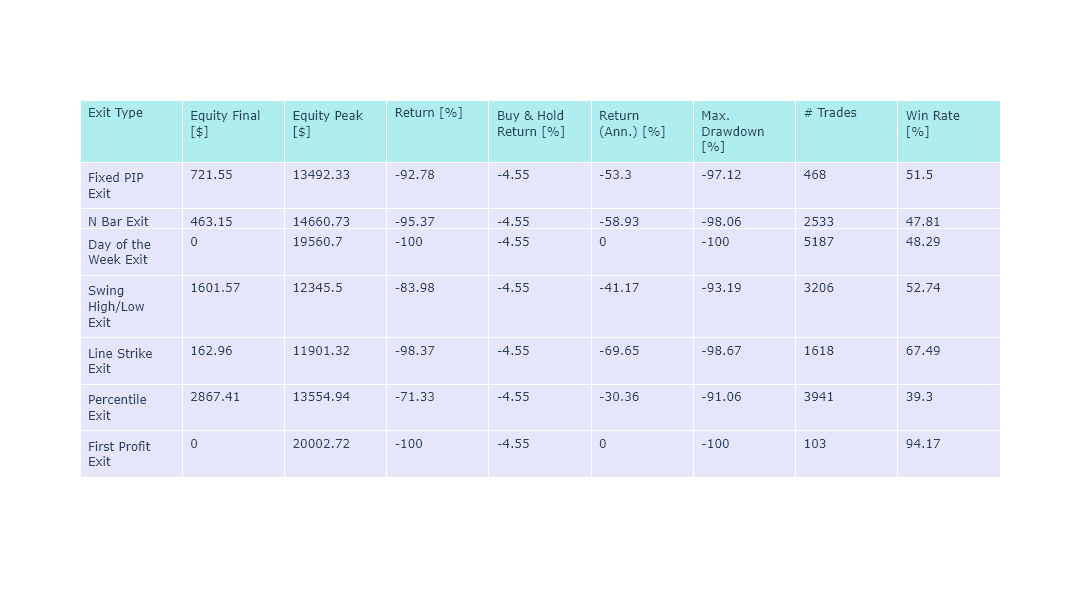 Exit Type | Equity Final [$] | Equity Peak [$] | Return [%] | Buy & Hold Return [%] | Return (Ann.) [%] | Max. Drawdown [%] | # Trades | Win Rate [%]
Fixed PIP Exit | 721.55 | 13492.33 | -92.78 | -4.55 | -53.3 | -97.12 | 468 | 51.5
N Bar Exit | 463.15 | 14660.73 | -95.37 | -4.55 | -58.93 | -98.06 | 2533 | 47.81
Day of the Week Exit | 0 | 19560.7 | -100 | -4.55 | 0 | -100 | 5187 | 48.29
Swing High/Low Exit | 1601.57 | 12345.5 | -83.98 | -4.55 | -41.17 | -93.19 | 3206 | 52.74
Line Strike Exit | 162.96 | 11901.32 | -98.37 | -4.55 | -69.65 | -98.67 | 1618 | 67.49
Percentile Exit | 2867.41 | 13554.94 | -71.33 | -4.55 | -30.36 | -91.06 | 3941 | 39.3
First Profit Exit | 0 | 20002.72 | -100 | -4.55 | 0 | -100 | 103 | 94.17